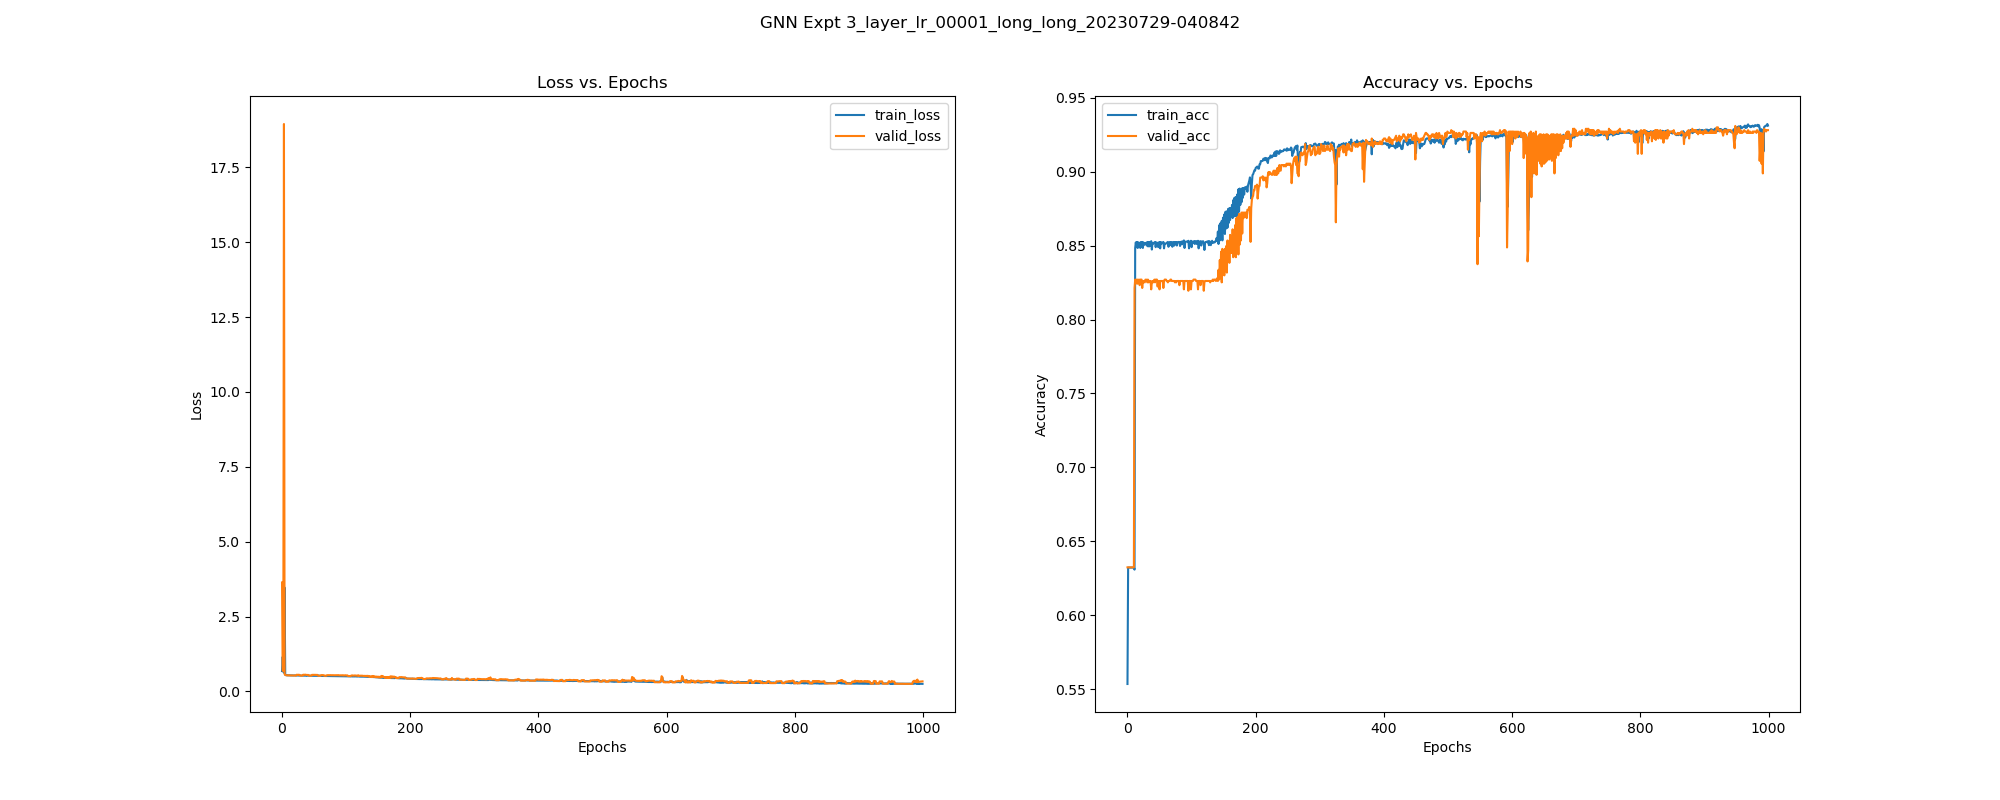 GNN Expt 3_layer_lr_00001_long_long_20230729-040842
Loss vs. Epochs
train_loss
valid_loss
17.5
15.0
12.5
10.0
7.5
5.0
2.5
0.0
Loss
0
200
400
600
800
1000
Epochs
Accuracy vs. Epochs
train_acc
valid_acc
0.95
0.90
0.85
0.80
0.75
0.70
0.65
0.60
0.55
Accuracy
0
200
400
600
800
1000
Epochs